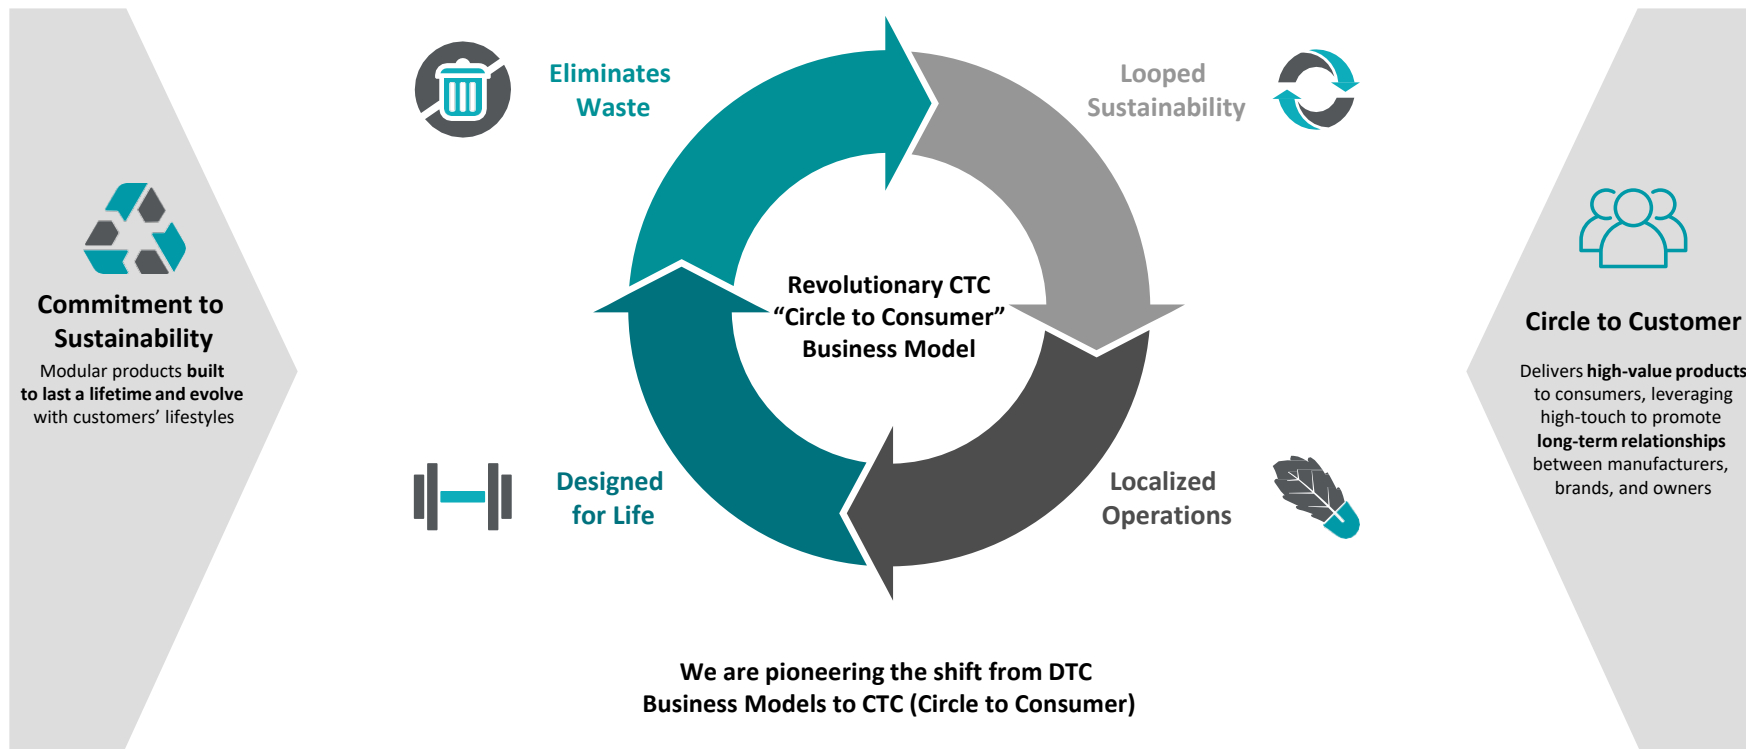 Commitment to
Sustainability
Modular products built
to last a lifetime and evolve
with customers’ lifestyles
Eliminates
Waste
Looped
Sustainability
Revolutionary CTC
“Circle to Consumer”
Business Model
Designed
for Life
Localized
Operations
We are pioneering the shift from DTC
Business Models to CTC (Circle to Consumer)
Circle to Customer
Delivers high-value products
to consumers, leveraging
high-touch to promote
long-term relationships
between manufacturers,
brands, and owners